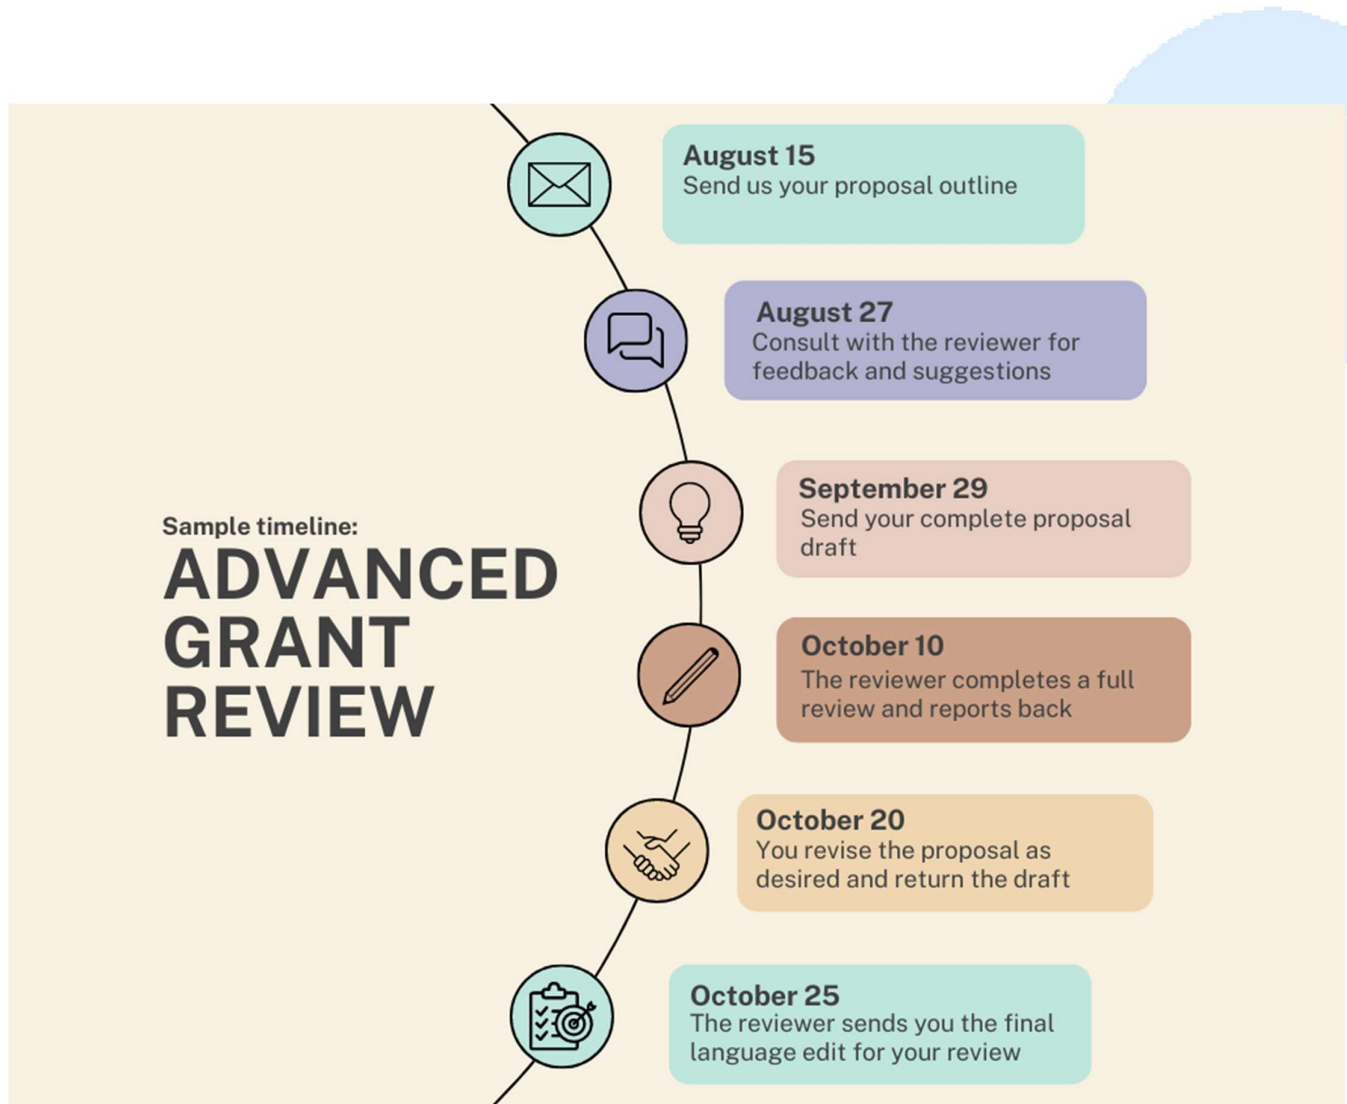 August 15
Send us your proposal outline
August 27
Consult with the reviewer for
feedback and suggestions
September 29
Send your complete proposal
draft
Sample timeline:
ADVANCED
GRANT
REVIEW
October 10
The reviewer completes a full
review and reports back
October 20
You revise the proposal as
desired and return the draft
October 25
The reviewer sends you the final
language edit for your review